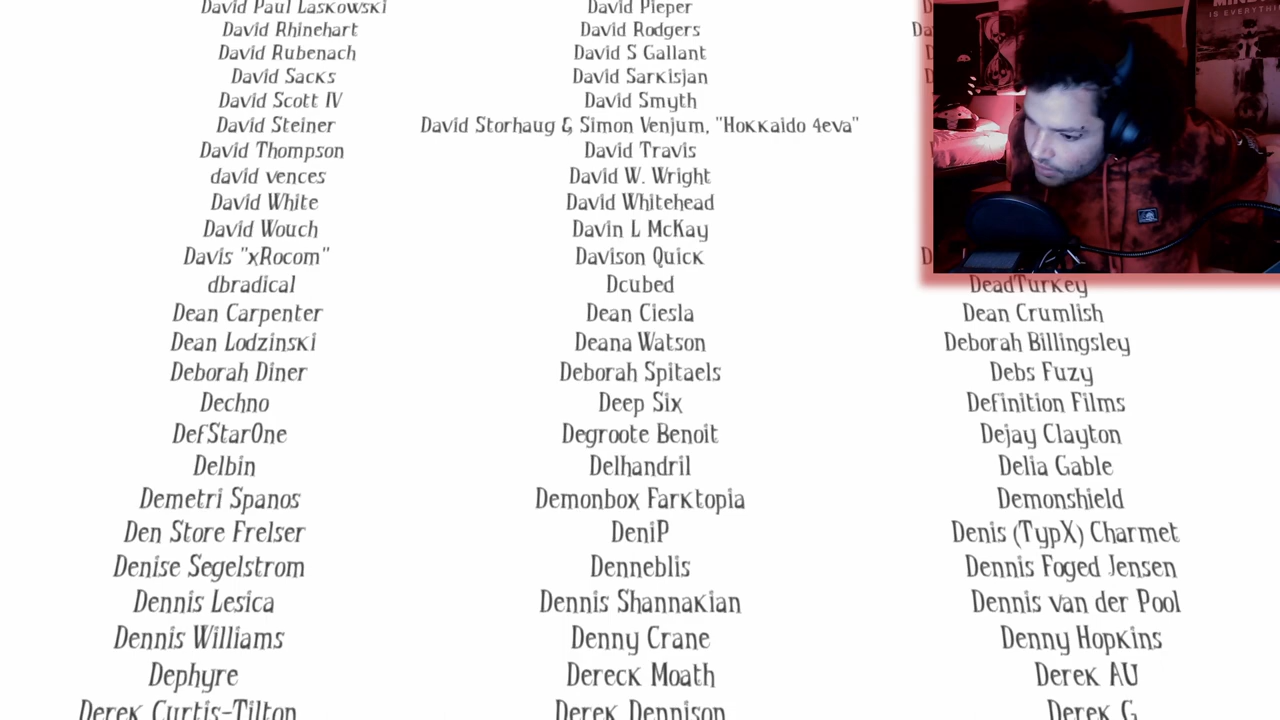 David Paul Laskowski David Pieper
David Rhinehart David Rodgers
David Rubenach David S Gallant
David Sacks David Sarkisjan
David Scott IV David Smyth
David Steiner David Storhaug & Simon Venjum, "Hokkaido 4eva"
David Thompson David Travis
david vences David W. Wright
David White David Whitehead
David Wouch Davin L McKay
Davis "xRocom" Davison Quick
dbradical Dcubed DeadTurkey
Dean Carpenter Dean Ciesla Dean Crumlish
Dean Lodzinski Deana Watson Deborah Billingsley
Deborah Diner Deborah Spitaels Debs Fuzy
Dechno Deep Six Definition Films
DefStarOne Degroote Benoit Dejay Clayton
Delbin Delhandril Delia Gable
Demetri Spanos Demonbox Farktopia Demonshield
Den Store Frelser DeniP Denis (TypX) Charmet
Denise Segelstrom Denneblis Dennis Foged Jensen
Dennis Lesica Dennis Shannakian Dennis van der Pool
Dennis Williams Denny Crane Denny Hopkins
Dephyre Dereck Moath Derek AU
Derek Curtis-Tilton Derek Dennison Derek G
IS EVERYTHING